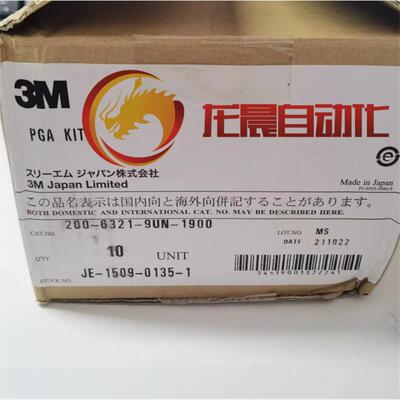 3M
龙晨自动化
PGA KIT
スリーエム ジャパン株式会社
3M Japan Limited
Made in Japan
この品名表示は国内向と海外向併記することがあります。
BOTH DOMESTIC AND INTERNATIONAL CAT. NO. MAY BE DESCRIBED HERE.
CAT.NO. 200-6321-9UN-1900
LOT.NO. MS
DATE 211022
Q'TY 10 UNIT
STOCK NO. JE-1509-0135-1